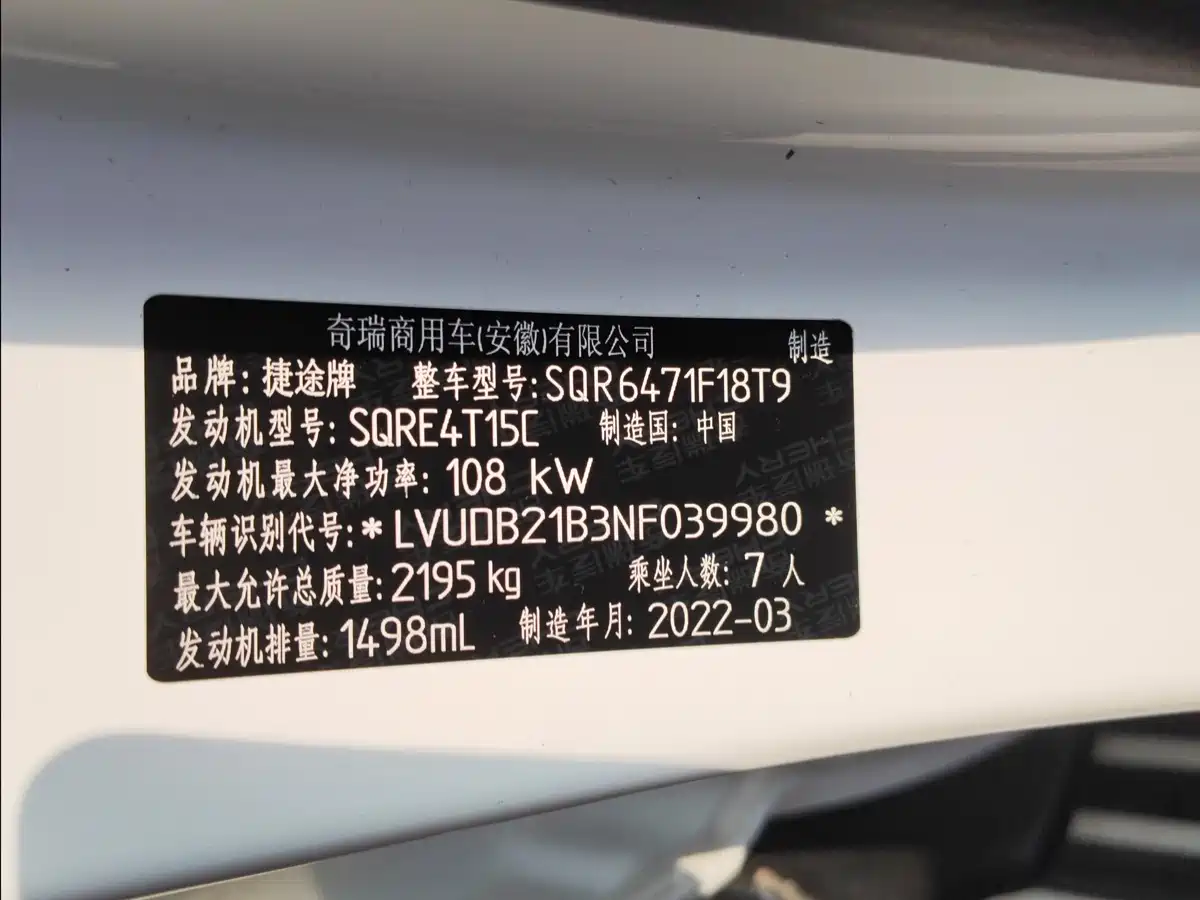 奇瑞商用车(安徽)有限公司 制造
品牌: 捷途牌 整车型号: SQR6471F18T9
发动机型号: SQRE4T15C 制造国: 中国
发动机最大净功率: 108 kW
车辆识别代号: * LVUDB21B3NF039980 *
最大允许总质量: 2195 kg 乘坐人数: 7 人
发动机排量: 1498mL 制造年月: 2022-03